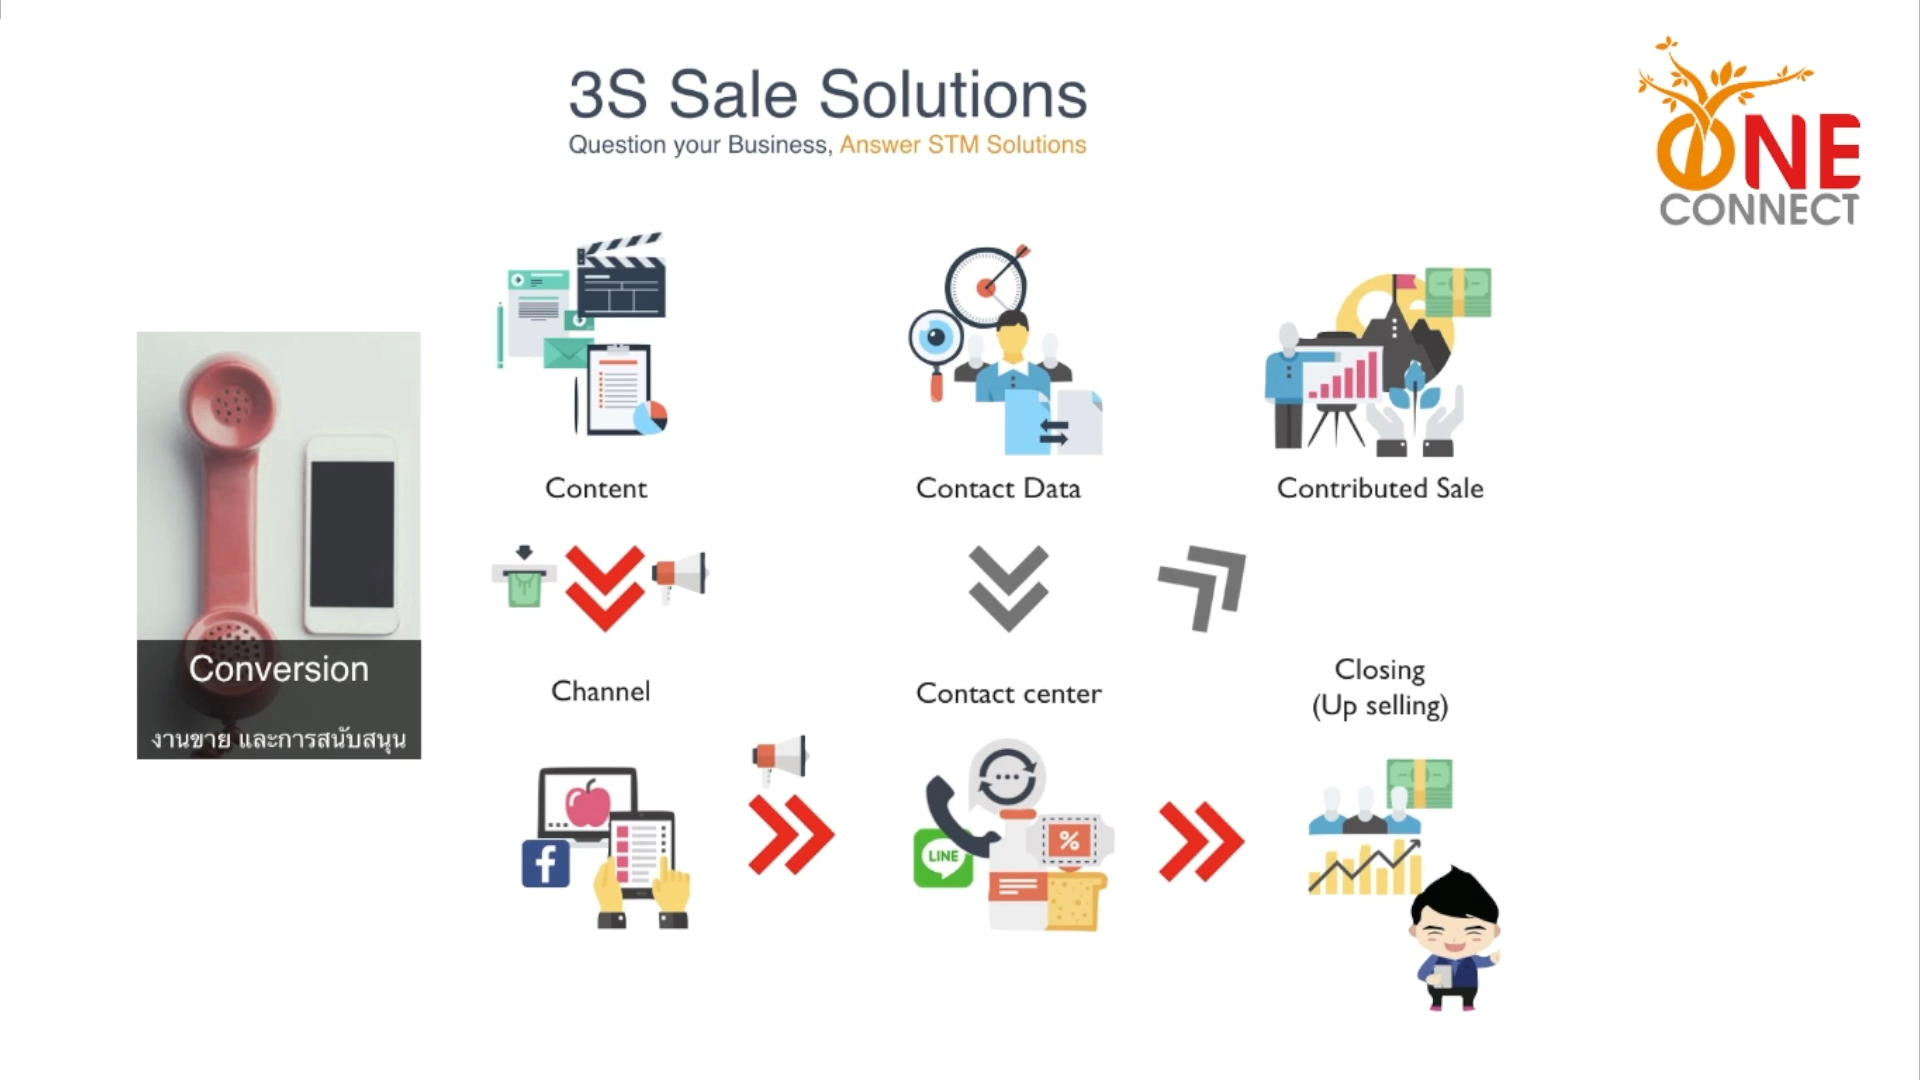 3S Sale Solutions
Question your Business, Answer STM Solutions
ONE
CONNECT
Content
Contact Data
Contributed Sale
Conversion
งานขาย และการสนับสนุน
Channel
Contact center
Closing
(Up selling)
f
LINE
%